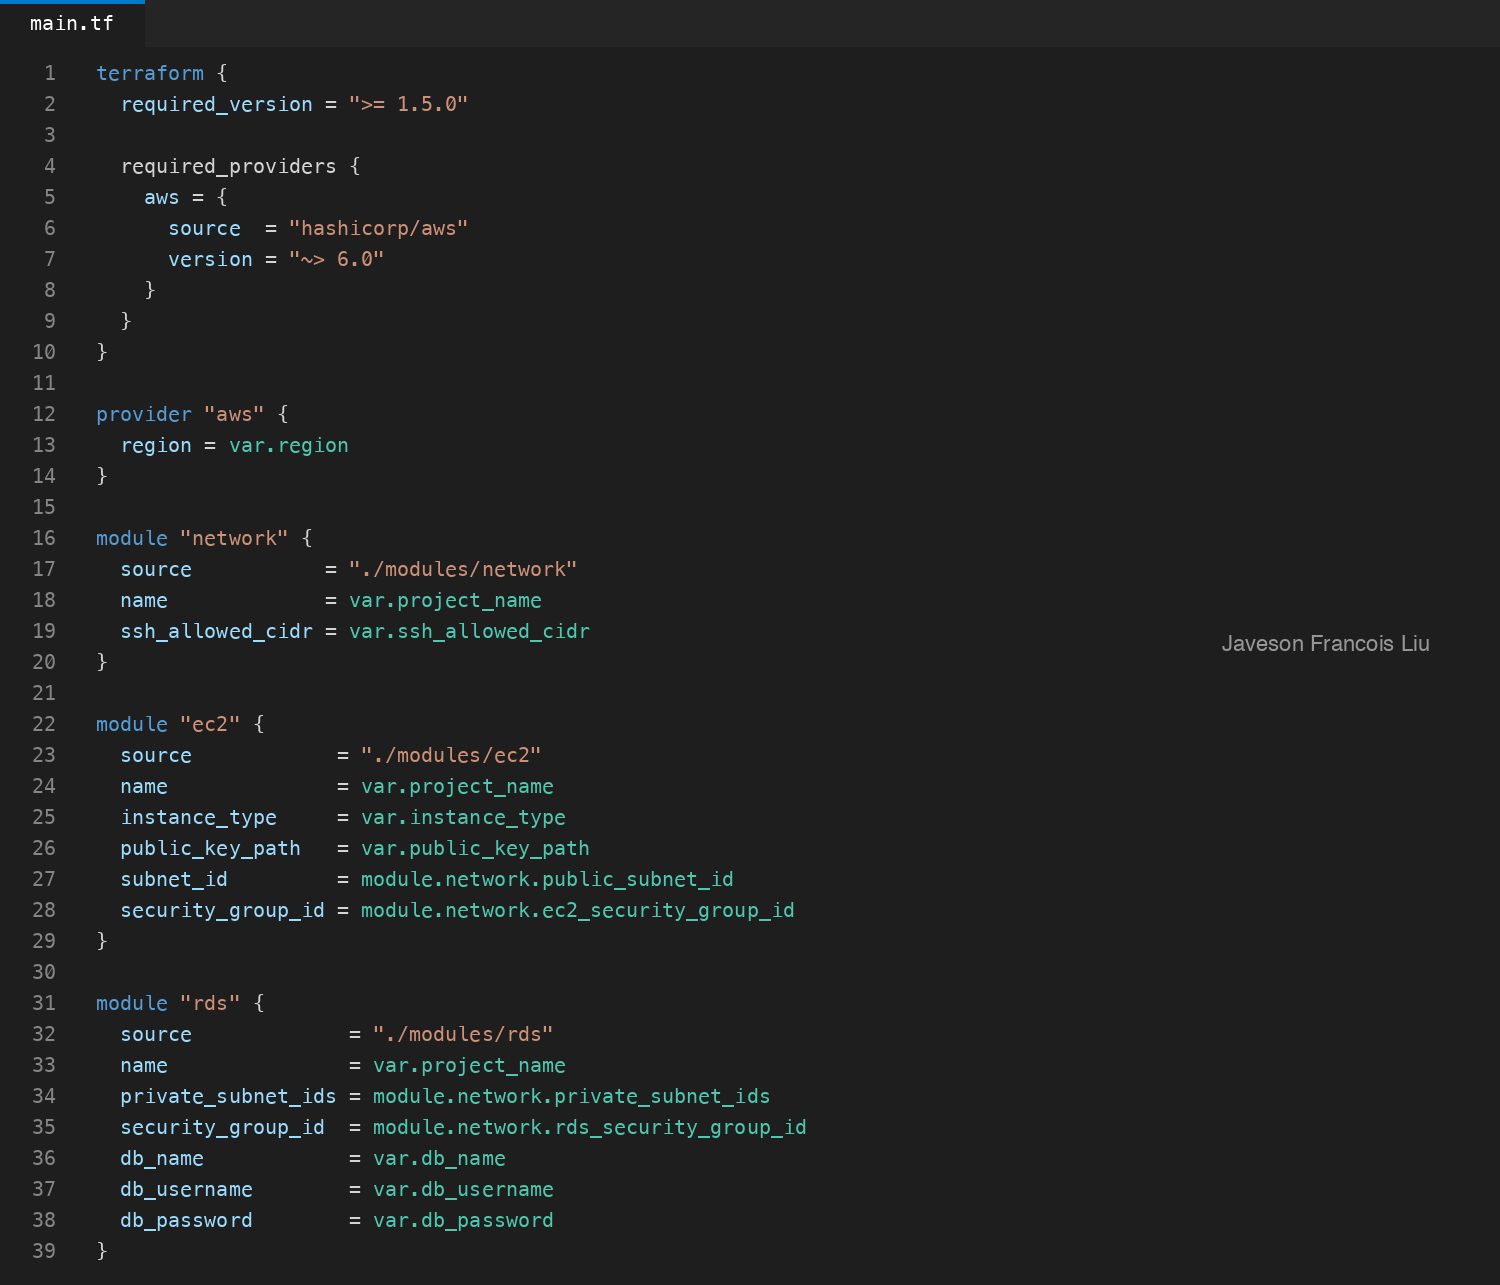 main.tf
1 terraform {
2   required_version = ">= 1.5.0"
3
4   required_providers {
5     aws = {
6       source  = "hashicorp/aws"
7       version = "~> 6.0"
8     }
9   }
10 }
11
12 provider "aws" {
13   region = var.region
14 }
15
16 module "network" {
17   source           = "./modules/network"
18   name             = var.project_name
19   ssh_allowed_cidr = var.ssh_allowed_cidr
Javeson Francois Liu
20 }
21
22 module "ec2" {
23   source            = "./modules/ec2"
24   name              = var.project_name
25   instance_type     = var.instance_type
26   public_key_path   = var.public_key_path
27   subnet_id         = module.network.public_subnet_id
28   security_group_id = module.network.ec2_security_group_id
29 }
30
31 module "rds" {
32   source             = "./modules/rds"
33   name               = var.project_name
34   private_subnet_ids = module.network.private_subnet_ids
35   security_group_id  = module.network.rds_security_group_id
36   db_name            = var.db_name
37   db_username        = var.db_username
38   db_password        = var.db_password
39 }